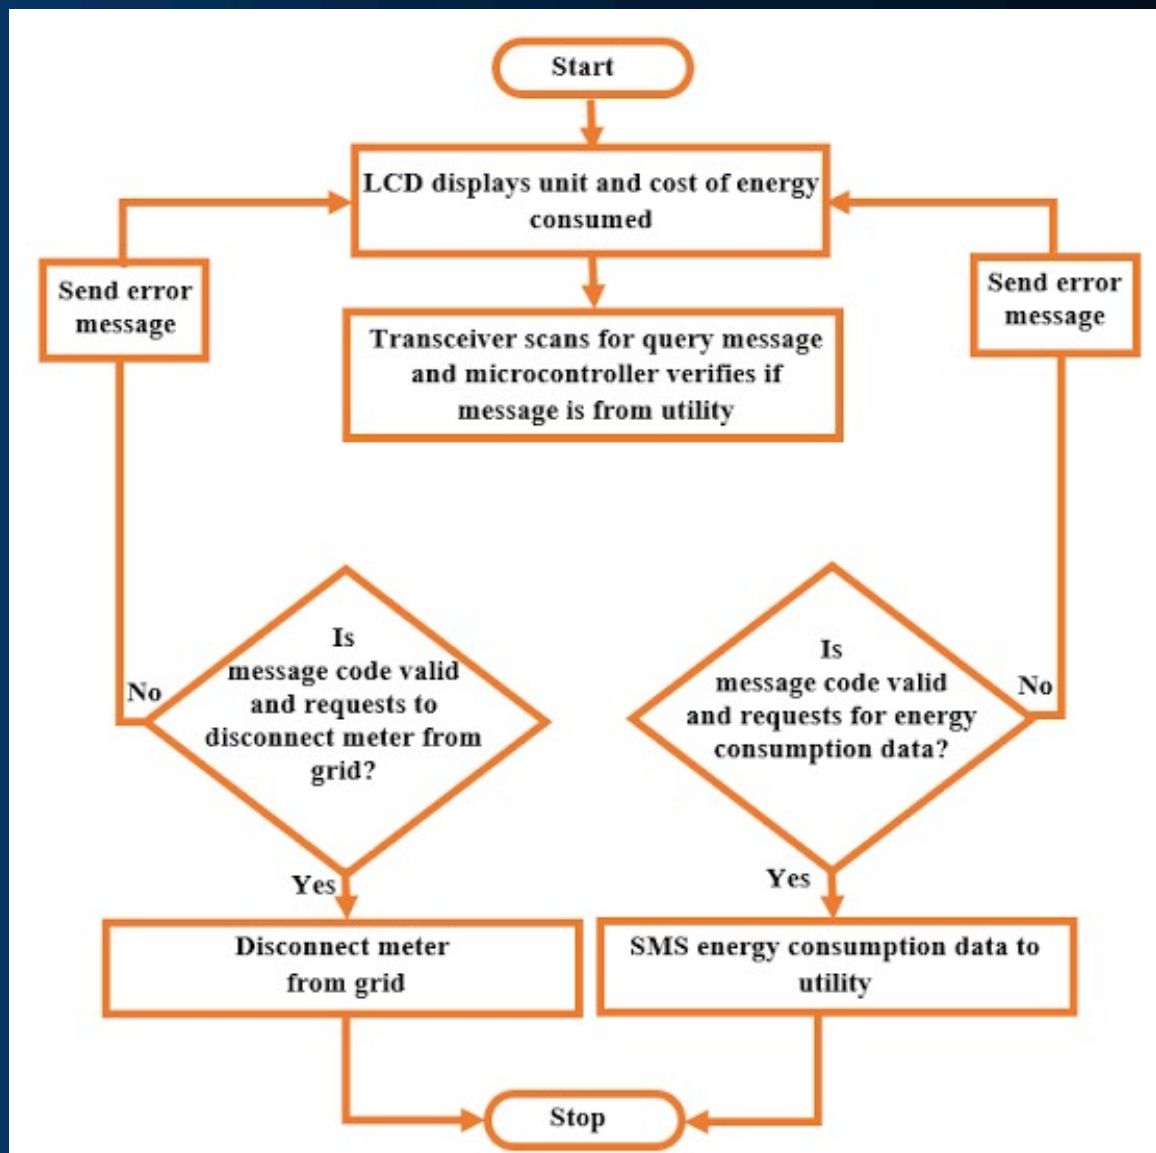 Start
LCD displays unit and cost of energy
consumed
Send error
message
Send error
message
Transceiver scans for query message
and microcontroller verifies if
message is from utility
Is
message code valid
and requests to
disconnect meter from
grid?
No
Is
message code valid
and requests for energy
consumption data?
No
Yes
Yes
Disconnect meter
from grid
SMS energy consumption data to
utility
Stop